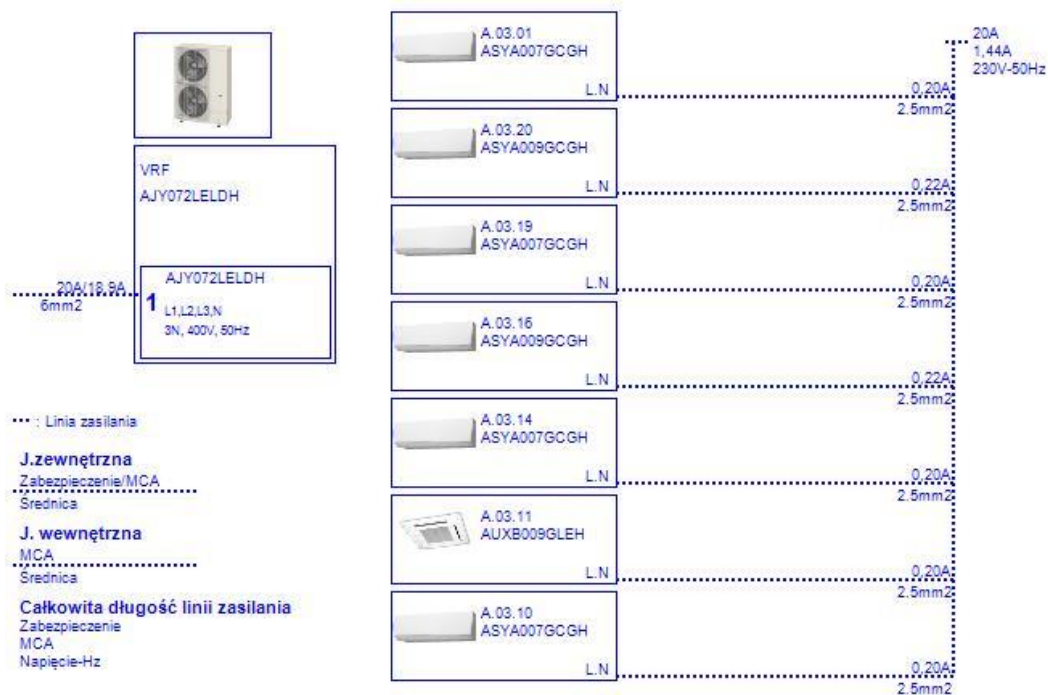 VRF
AJY072LELDH
20A/18.9A
6mm2
AJY072LELDH
1
L1,L2,L3,N
3N, 400V, 50Hz
••• : Linia zasilania
J.zewnętrzna
Zabezpieczenie/MCA
Średnica
J. wewnętrzna
MCA
Średnica
Całkowita długość linii zasilania
Zabezpieczenie
MCA
Napięcie-Hz
A.03.01
ASYA007GCGH
L.N
0,20A
2.5mm2
A.03.20
ASYA009GCGH
L.N
0,22A
2.5mm2
A.03.19
ASYA007GCGH
L.N
0,20A
2.5mm2
A.03.16
ASYA009GCGH
L.N
0,22A
2.5mm2
A.03.14
ASYA007GCGH
L.N
0,20A
2.5mm2
A.03.11
AUXB009GLEH
L.N
0,20A
2.5mm2
A.03.10
ASYA007GCGH
L.N
0,20A
2.5mm2
20A
1,44A
230V-50Hz